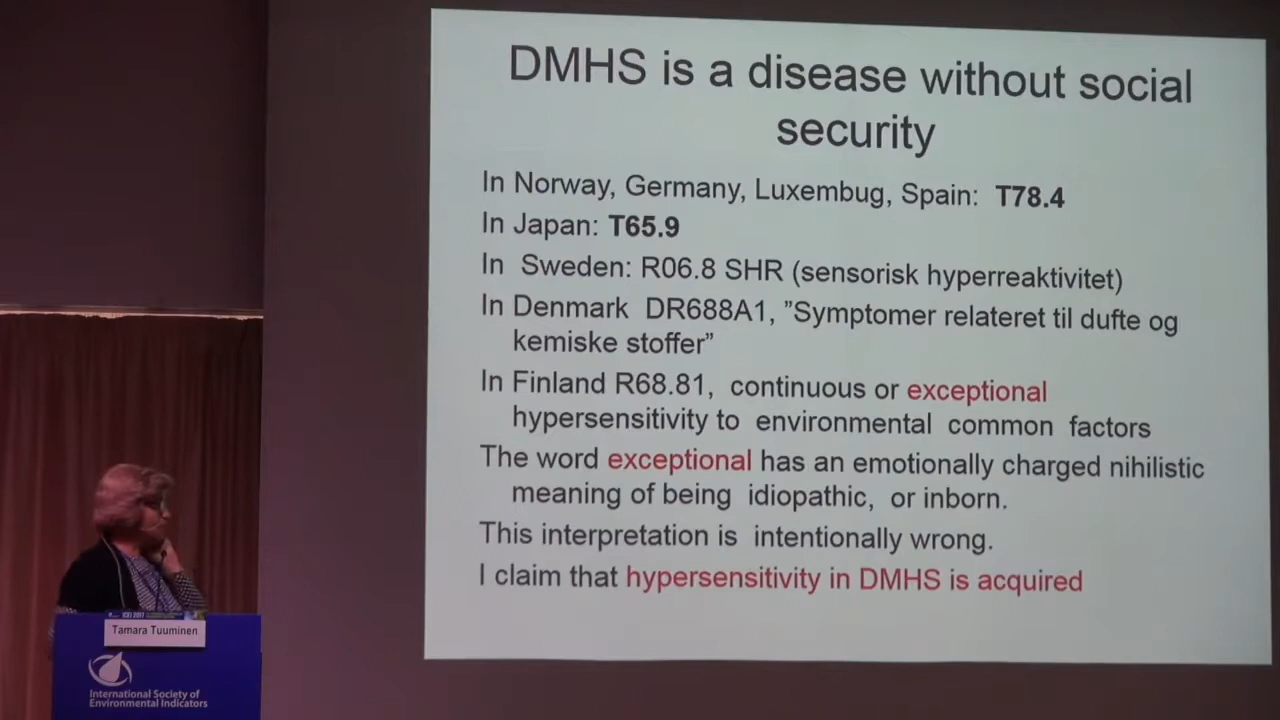 DMHS is a disease without social
security
In Norway, Germany, Luxembug, Spain: T78.4
In Japan: T65.9
In Sweden: R06.8 SHR (sensorisk hyperreaktivitet)
In Denmark DR688A1, ”Symptomer relateret til dufte og
kemiske stoffer”
In Finland R68.81, continuous or exceptional
hypersensitivity to environmental common factors
The word exceptional has an emotionally charged nihilistic
meaning of being idiopathic, or inborn.
This interpretation is intentionally wrong.
I claim that hypersensitivity in DMHS is acquired
Tamara Tuuminen
International Society of
Environmental Indicators